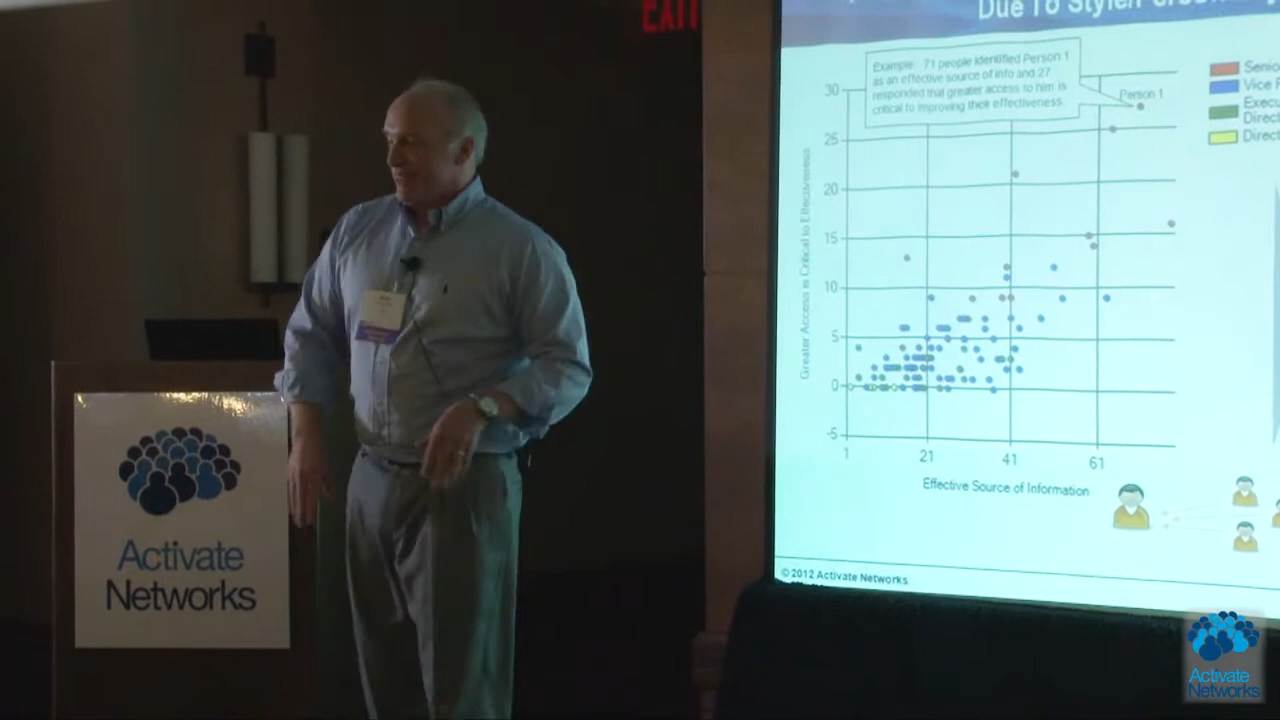 EXIT
Due To Style/
Example: 71 people identified Person 1
as an effective source of info and 27
responded that greater access to him is
critical to improving their effectiveness.
Person 1
Senio
Vice P
Execu
Direct
Direct
Greater Access is Critical to Effectiveness
30
25
20
15
10
5
0
-5
1
21
41
61
Effective Source of Information
© 2012 Activate Networks
Activate
Networks
Activate
Networks